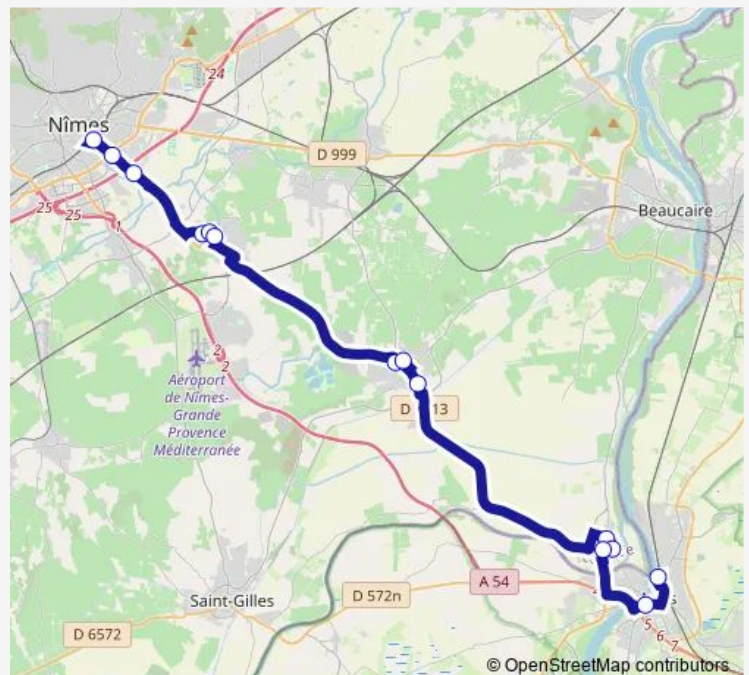 24
Nîmes
D 999
25
25
1
Beaucaire
2
2
Aéroport
de Nîmes-
Grande
Provence
Méditerranée
D 13
A 54
Saint-Gilles
D 572n
D 6572
5
6
7
© OpenStreetMap contributors